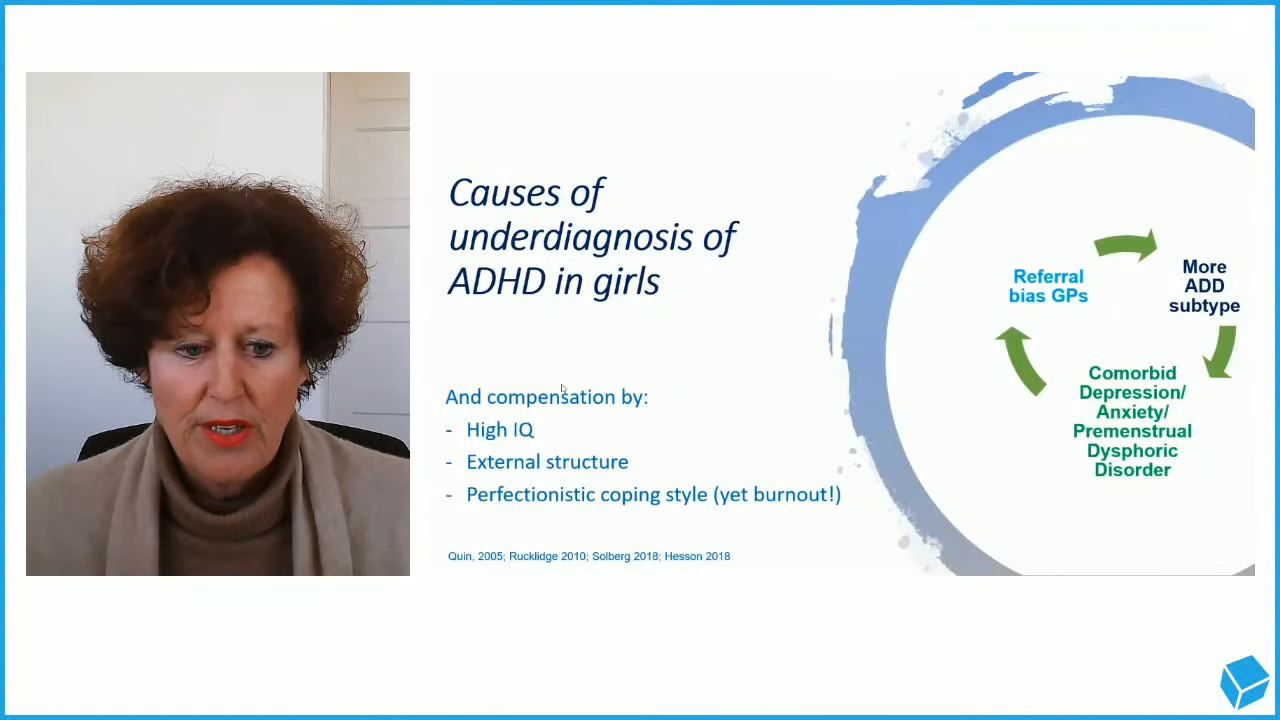 Causes of
underdiagnosis of
ADHD in girls
And compensation by:
- High IQ
- External structure
- Perfectionistic coping style (yet burnout!)
Quin, 2005; Rucklidge 2010; Solberg 2018; Hesson 2018
Referral
bias GPs
More
ADD
subtype
Comorbid
Depression/
Anxiety/
Premenstrual
Dysphoric
Disorder